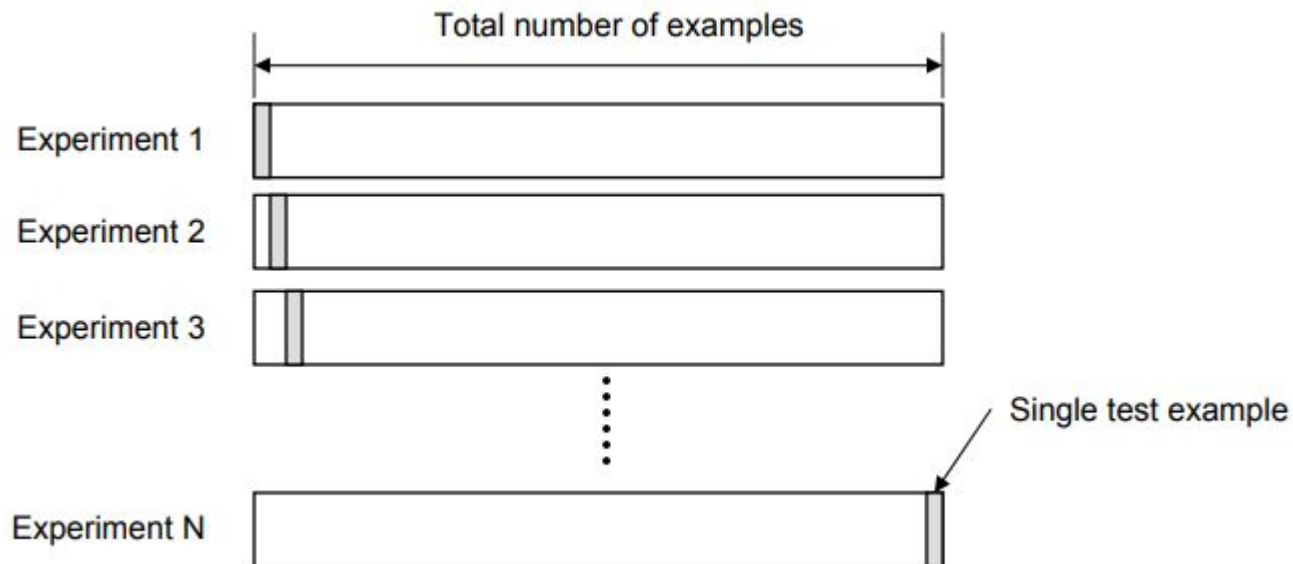 Total number of examples
Experiment 1
Experiment 2
Experiment 3
Single test example
Experiment N